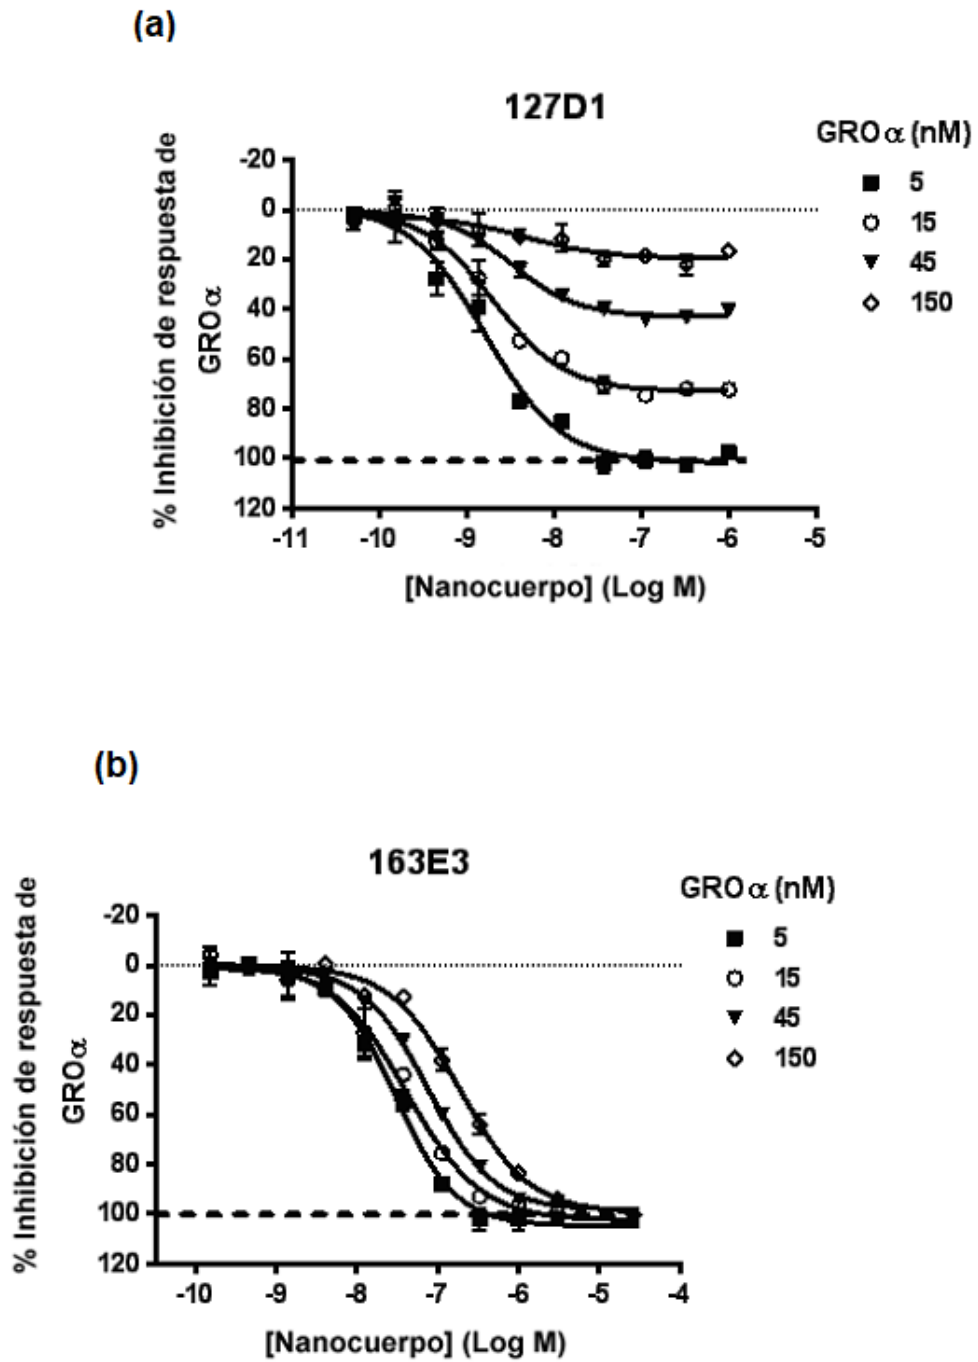 (a)
127D1
GROα (nM)
5
15
45
150
% Inhibición de respuesta de
GROα
-20
0
20
40
60
80
100
120
-11 -10 -9 -8 -7 -6 -5
[Nanocuerpo] (Log M)
(b)
163E3
GROα (nM)
5
15
45
150
% Inhibición de respuesta de
GROα
-20
0
20
40
60
80
100
120
-10 -9 -8 -7 -6 -5 -4
[Nanocuerpo] (Log M)